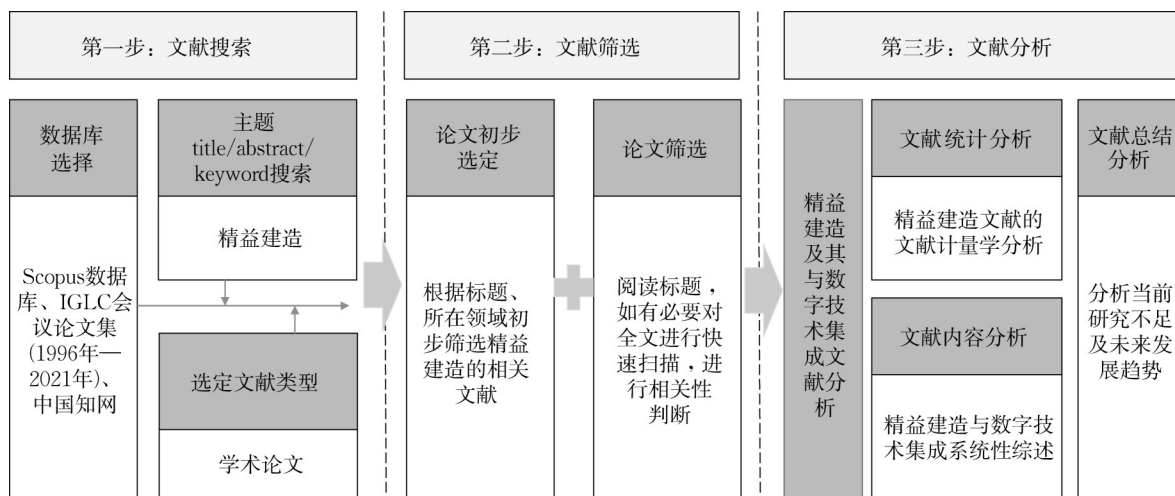 第一步：文献搜索
数据库
选择
Scopus数据
库、IGLC会
议论文集
(1996年—
2021年)、
中国知网
主题
title/abstract/
keyword搜索
精益建造
选定文献类型
学术论文
第二步：文献筛选
论文初步
选定
根据标题、
所在领域初
步筛选精益
建造的相关
文献
论文筛选
阅读标题，
如有必要对
全文进行快
速扫描，进
行相关性
判断
第三步：文献分析
精益
建造
及其
与数
字技
术集
成文
献分
析
文献统计分析
精益建造文献的
文献计量学分析
文献内容分析
精益建造与数字技
术集成系统性综述
文献总结
分析
分析当前
研究不足
及未来发
展趋势